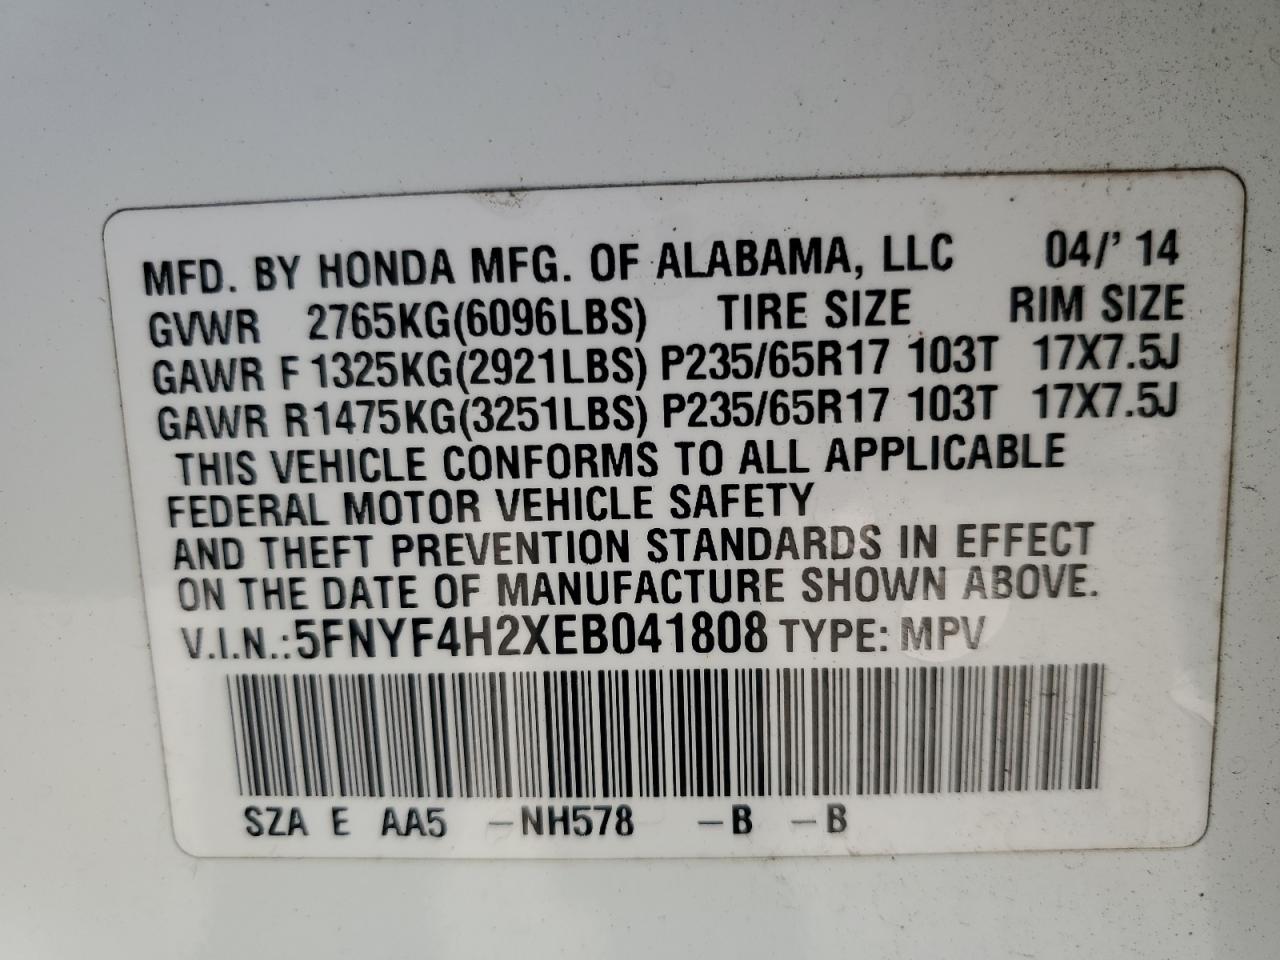 MFD. BY HONDA MFG. OF ALABAMA, LLC 04/' 14
GVWR 2765KG(6096LBS) TIRE SIZE RIM SIZE
GAWR F 1325KG(2921LBS) P235/65R17 103T 17X7.5J
GAWR R1475KG(3251LBS) P235/65R17 103T 17X7.5J
THIS VEHICLE CONFORMS TO ALL APPLICABLE
FEDERAL MOTOR VEHICLE SAFETY
AND THEFT PREVENTION STANDARDS IN EFFECT
ON THE DATE OF MANUFACTURE SHOWN ABOVE.
V.I.N.:5FNYF4H2XEB041808 TYPE: MPV
SZA E AA5 –NH578 –B –B